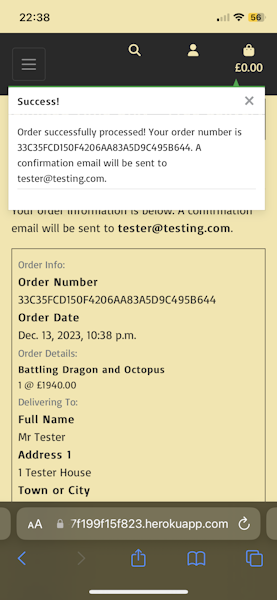 22:38
56
£0.00
Success!
Order successfully processed! Your order number is
33C35FCD150F4206AA83A5D9C495B644. A
confirmation email will be sent to
tester@testing.com.
Your order information is below. A confirmation
email will be sent to tester@testing.com.
Order Info:
Order Number
33C35FCD150F4206AA83A5D9C495B644
Order Date
Dec. 13, 2023, 10:38 p.m.
Order Details:
Battling Dragon and Octopus
1 @ £1940.00
Delivering To:
Full Name
Mr Tester
Address 1
1 Tester House
Town or City
AA 7f199f15f823.herokuapp.com